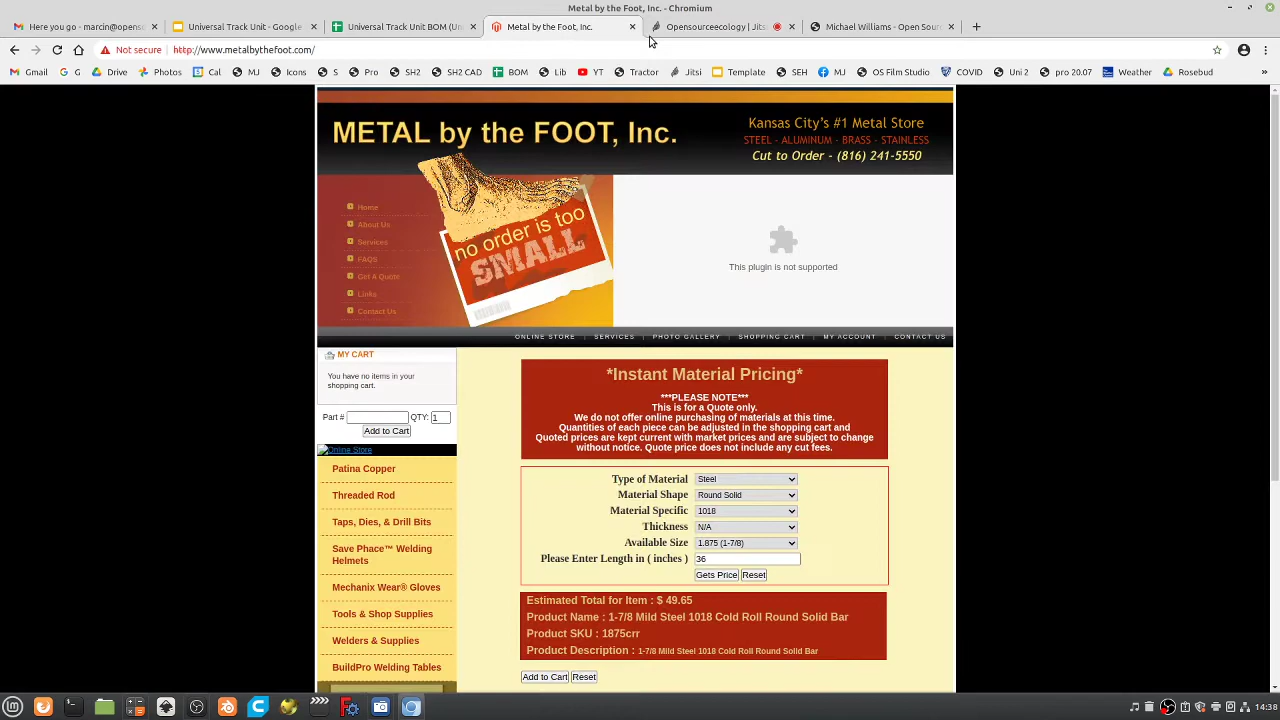 Metal by the Foot, Inc. - Chromium
Inbox (9) - marcin@openso
Universal Track Unit - Google
Universal Track Unit BOM (U
Metal by the Foot, Inc.
opensourceecology | Jitsi
Michael Williams - Open Sour
Not secure
http://www.metalbythefoot.com/
Gmail G Drive Photos Cal MU Icons S Pro SH2 SH2 CAD BOM Lib YT Tractor Jitsi Template SEH MU OS Film Studio COVID Uni 2 pro 20.07 Weather Rosebud »
METAL by the FOOT, Inc.
Kansas City's #1 Metal Store
STEEL - ALUMINUM - BRASS - STAINLESS
Cut to Order - (816) 241-5550
Home
About Us
Services
FAQS
Get A Quote
Links
Contact Us
no order is too
SMALL
This plugin is not supported
ONLINE STORE | SERVICES | PHOTO GALLERY | SHOPPING CART | MY ACCOUNT | CONTACT US
MY CART
You have no items in your
shopping cart.
Part # QTY: 1
Add to Cart
Online Store
Patina Copper
Threaded Rod
Taps, Dies, & Drill Bits
Save Phace™ Welding
Helmets
Mechanix Wear® Gloves
Tools & Shop Supplies
Welders & Supplies
BuildPro Welding Tables
*Instant Material Pricing*
***PLEASE NOTE***
This is for a Quote only.
We do not offer online purchasing of materials at this time.
Quantities of each piece can be adjusted in the shopping cart and
Quoted prices are kept current with market prices and are subject to change
without notice. Quote price does not include any cut fees.
Type of Material Steel
Material Shape Round Solid
Material Specific 1018
Thickness N/A
Available Size 1.875 (1-7/8)
Please Enter Length in ( inches ) 36
Gets Price Reset
Estimated Total for Item : $ 49.65
Product Name : 1-7/8 Mild Steel 1018 Cold Roll Round Solid Bar
Product SKU : 1875crr
Product Description : 1-7/8 Mild Steel 1018 Cold Roll Round Solid Bar
Add to Cart Reset
14:38